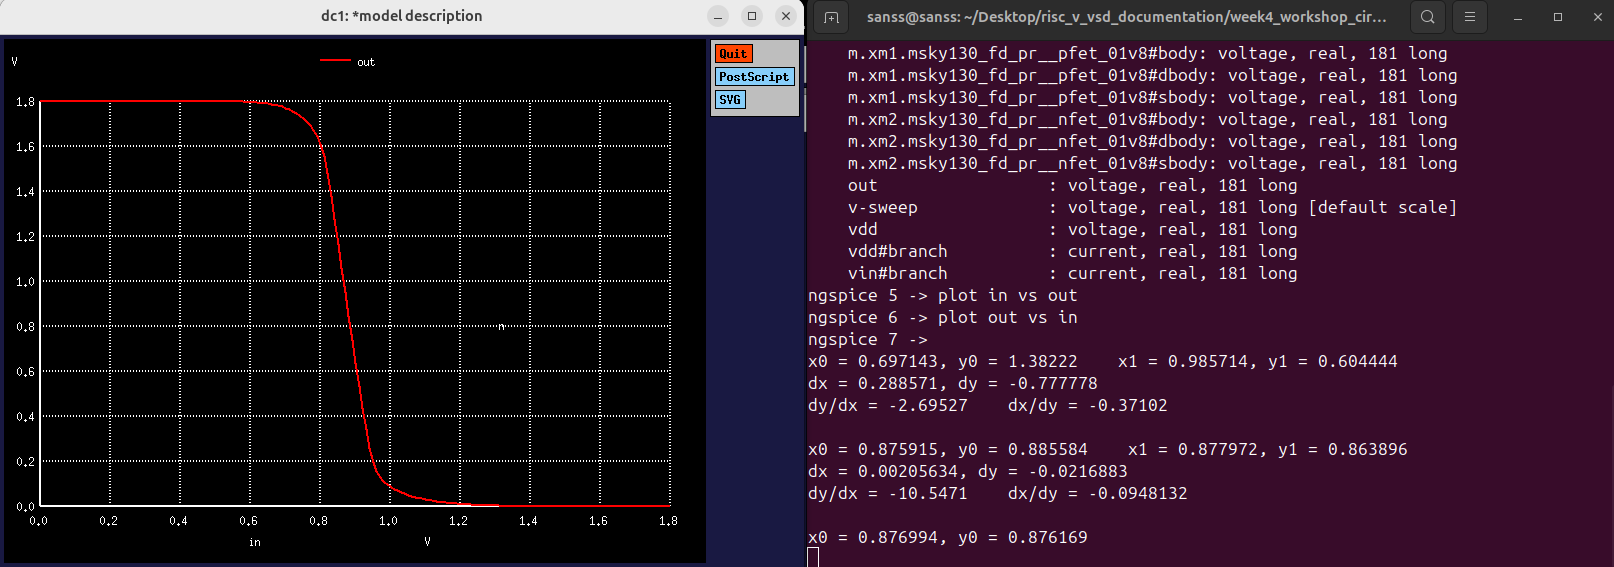 dc1: *model description
V
out
Quit
PostScript
SVG
1.8
1.6
1.4
1.2
1.0
0.8
0.6
0.4
0.2
0.0
0.0 0.2 0.4 0.6 0.8 1.0 1.2 1.4 1.6 1.8
in V
sanss@sanss: ~/Desktop/risc_v_vsd_documentation/week4_workshop_cir...
m.xm1.msky130_fd_pr__pfet_01v8#body: voltage, real, 181 long
m.xm1.msky130_fd_pr__pfet_01v8#dbody: voltage, real, 181 long
m.xm1.msky130_fd_pr__pfet_01v8#sbody: voltage, real, 181 long
m.xm2.msky130_fd_pr__nfet_01v8#body: voltage, real, 181 long
m.xm2.msky130_fd_pr__nfet_01v8#dbody: voltage, real, 181 long
m.xm2.msky130_fd_pr__nfet_01v8#sbody: voltage, real, 181 long
out : voltage, real, 181 long
v-sweep : voltage, real, 181 long [default scale]
vdd : voltage, real, 181 long
vdd#branch : current, real, 181 long
vin#branch : current, real, 181 long
ngspice 5 -> plot in vs out
ngspice 6 -> plot out vs in
ngspice 7 ->
x0 = 0.697143, y0 = 1.38222 x1 = 0.985714, y1 = 0.604444
dx = 0.288571, dy = -0.777778
dy/dx = -2.69527 dx/dy = -0.37102
x0 = 0.875915, y0 = 0.885584 x1 = 0.877972, y1 = 0.863896
dx = 0.00205634, dy = -0.0216883
dy/dx = -10.5471 dx/dy = -0.0948132
x0 = 0.876994, y0 = 0.876169